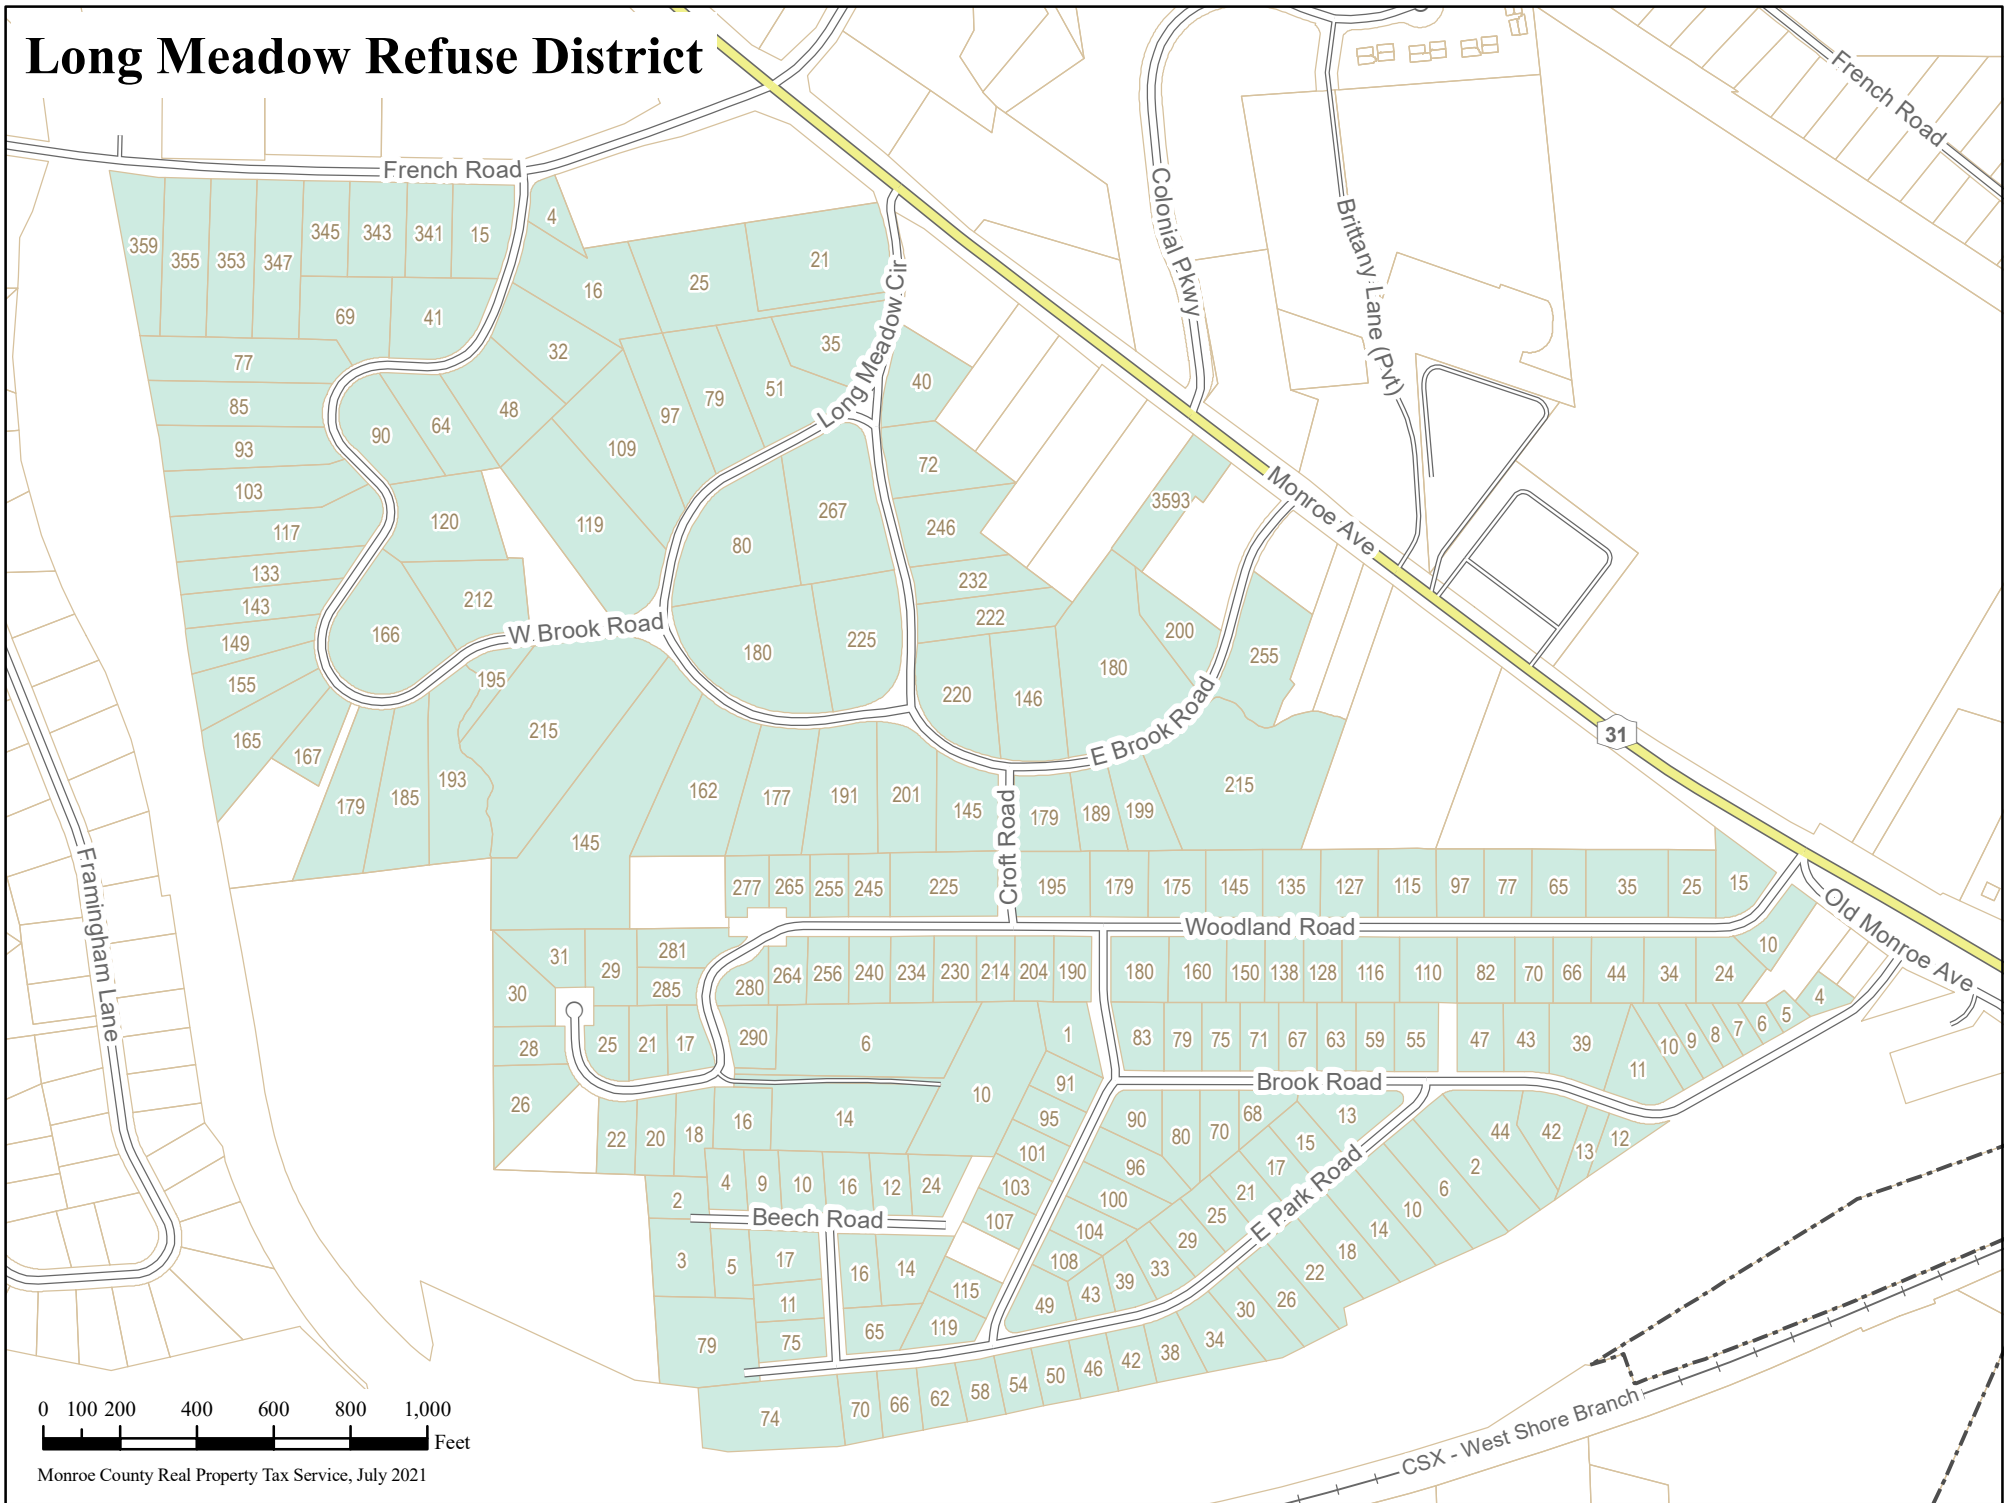 Long Meadow Refuse District
French Road
French Road
Colonial Pkwy
Brittany Lane (Pvt)
Long Meadow Cir
Monroe Ave
31
W Brook Road
E Brook Road
Croft Road
Woodland Road
Old Monroe Ave
Framingham Lane
Brook Road
E Park Road
Beech Road
CSX - West Shore Branch
359 355 353 347 345 343 341 15 4
69 41 16 25 21
77 32 35
85 90 64 48 97 79 51 40
93 109 72
103 120 119 80 267 246 3593
117
133 232
143 212 222
149 166 180 225 200
155 195 220 146 180 255
165 167 215
179 185 193 162 177 191 201 145 179 189 199 215
145
277 265 255 245 225 195 179 175 145 135 127 115 97 77 65 35 25 15
31 29 281 10
30 285 280 264 256 240 234 230 214 204 190 180 160 150 138 128 116 110 82 70 66 44 34 24
4
28 25 21 17 290 6 1 83 79 75 71 67 63 59 55 47 43 39 11 10 9 8 7 6 5
26 10 91
22 20 18 16 14 95 90 80 70 68 13 44 42 13 12
101 96 15 2
2 4 9 10 16 12 24 103 100 17 6
107 104 21 10
3 5 17 16 14 108 25 14
11 115 49 43 39 33 29 18
79 75 65 119 22
30 26
74 70 66 62 58 54 50 46 42 38 34
0 100 200 400 600 800 1,000
Feet
Monroe County Real Property Tax Service, July 2021